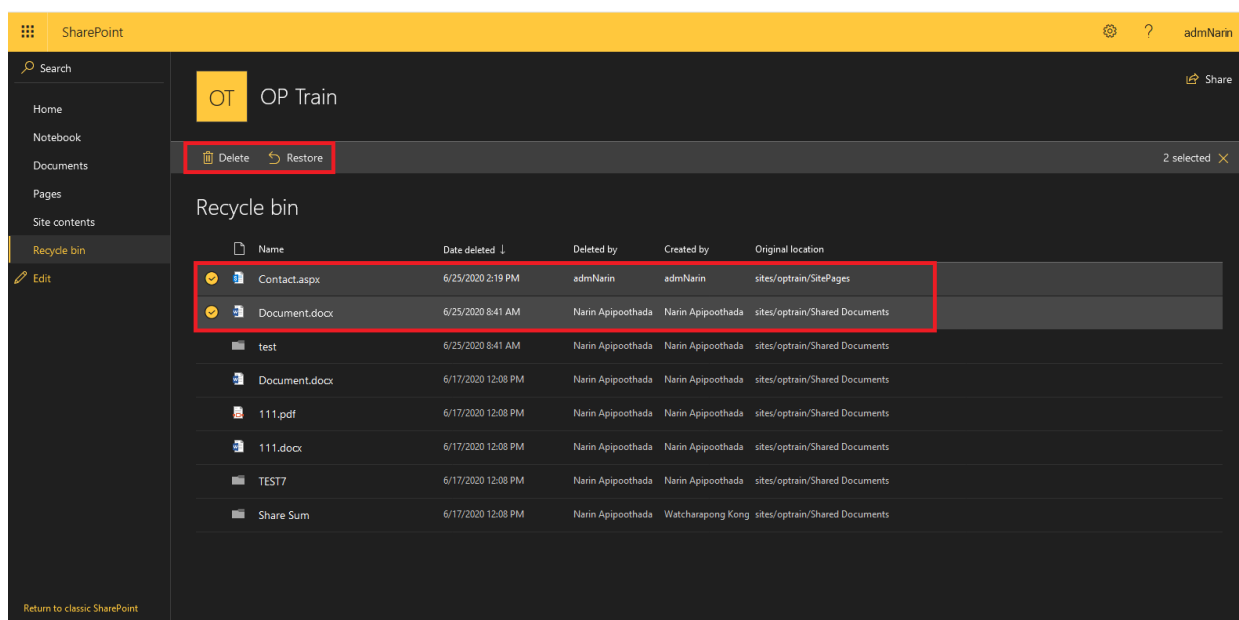 SharePoint
? admNarin
Search
Home
Notebook
Documents
Pages
Site contents
Recycle bin
Edit
Return to classic SharePoint
OT OP Train
Share
Delete Restore
2 selected
Recycle bin
Name Date deleted ↓ Deleted by Created by Original location
Contact.aspx 6/25/2020 2:19 PM admNarin admNarin sites/optrain/SitePages
Document.docx 6/25/2020 8:41 AM Narin Apipoothada Narin Apipoothada sites/optrain/Shared Documents
test 6/25/2020 8:41 AM Narin Apipoothada Narin Apipoothada sites/optrain/Shared Documents
Document.docx 6/17/2020 12:08 PM Narin Apipoothada Narin Apipoothada sites/optrain/Shared Documents
111.pdf 6/17/2020 12:08 PM Narin Apipoothada Narin Apipoothada sites/optrain/Shared Documents
111.docx 6/17/2020 12:08 PM Narin Apipoothada Narin Apipoothada sites/optrain/Shared Documents
TEST7 6/17/2020 12:08 PM Narin Apipoothada Narin Apipoothada sites/optrain/Shared Documents
Share Sum 6/17/2020 12:08 PM Narin Apipoothada Watcharapong Kong sites/optrain/Shared Documents